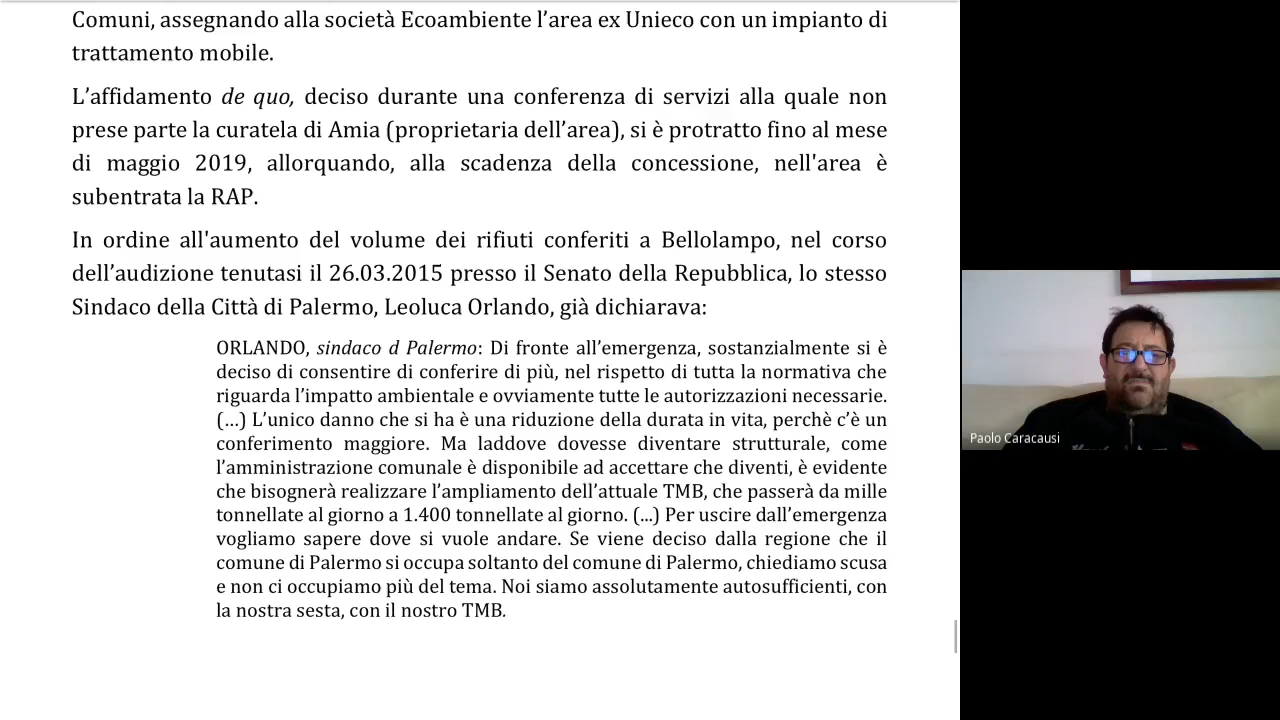 Comuni, assegnando alla società Ecoambiente l’area ex Unieco con un impianto di
trattamento mobile.
L’affidamento de quo, deciso durante una conferenza di servizi alla quale non
prese parte la curatela di Amia (proprietaria dell’area), si è protratto fino al mese
di maggio 2019, allorquando, alla scadenza della concessione, nell'area è
subentrata la RAP.
In ordine all'aumento del volume dei rifiuti conferiti a Bellolampo, nel corso
dell’audizione tenutasi il 26.03.2015 presso il Senato della Repubblica, lo stesso
Sindaco della Città di Palermo, Leoluca Orlando, già dichiarava:
ORLANDO, sindaco d Palermo: Di fronte all’emergenza, sostanzialmente si è
deciso di consentire di conferire di più, nel rispetto di tutta la normativa che
riguarda l’impatto ambientale e ovviamente tutte le autorizzazioni necessarie.
(…) L’unico danno che si ha è una riduzione della durata in vita, perchè c’è un
conferimento maggiore. Ma laddove dovesse diventare strutturale, come
l’amministrazione comunale è disponibile ad accettare che diventi, è evidente
che bisognerà realizzare l’ampliamento dell’attuale TMB, che passerà da mille
tonnellate al giorno a 1.400 tonnellate al giorno. (...) Per uscire dall’emergenza
vogliamo sapere dove si vuole andare. Se viene deciso dalla regione che il
comune di Palermo si occupa soltanto del comune di Palermo, chiediamo scusa
e non ci occupiamo più del tema. Noi siamo assolutamente autosufficienti, con
la nostra sesta, con il nostro TMB.
Paolo Caracausi